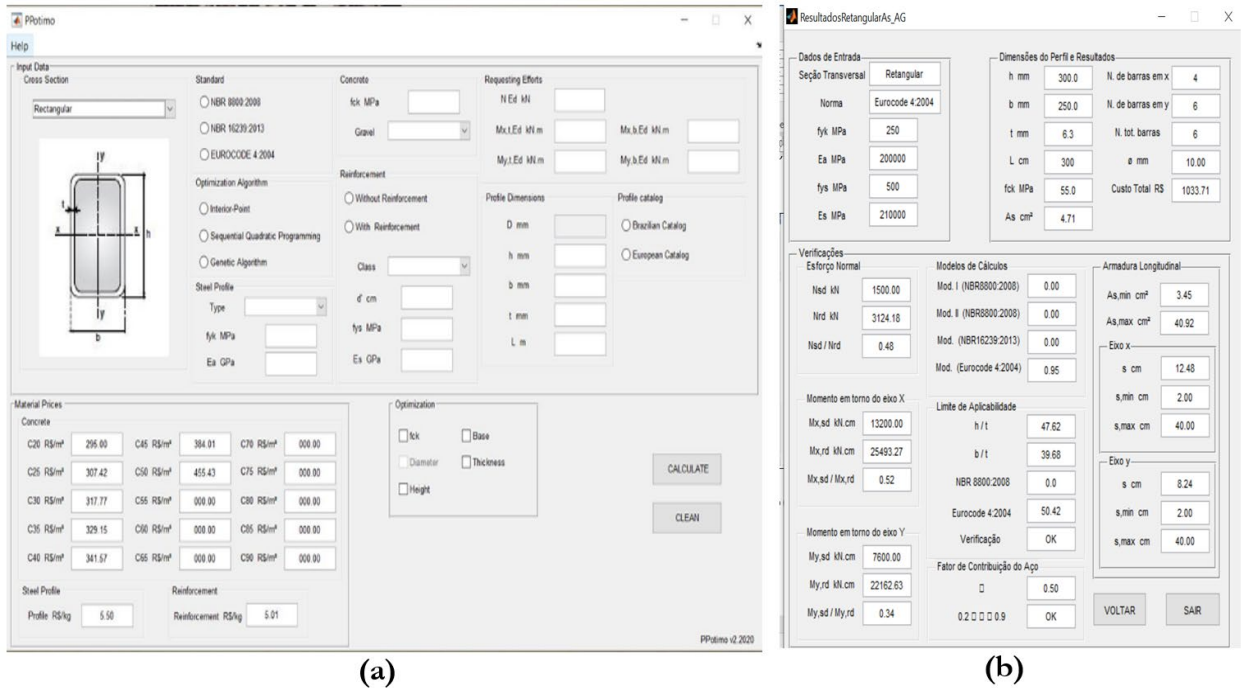 PPotimo
Help
Input Data
Cross Section
Rectangular
y
t
x
x
h
y
b
Standard
NBR 8800:2008
NBR 16239:2013
EUROCODE 4:2004
Optimization Algorithm
Interior-Point
Sequential Quadratic Programming
Genetic Algorithm
Steel Profile
Type
fyk MPa
Ea GPa
Concrete
fck MPa
Gravel
Reinforcement
Without Reinforcement
With Reinforcement
Class
d' cm
fys MPa
Es GPa
Requesting Efforts
N.Ed kN
Mx,t,Ed kN.m
Mx,b,Ed kN.m
My,t,Ed kN.m
My,b,Ed kN.m
Profile Dimensions
D mm
h mm
b mm
t mm
L m
Profile catalog
Brazilian Catalog
European Catalog
Material Prices
Concrete
C20 R$/m³ 295.00 C45 R$/m³ 384.01 C70 R$/m³ 000.00
C25 R$/m³ 307.42 C50 R$/m³ 455.43 C75 R$/m³ 000.00
C30 R$/m³ 317.77 C55 R$/m³ 000.00 C80 R$/m³ 000.00
C35 R$/m³ 329.15 C60 R$/m³ 000.00 C85 R$/m³ 000.00
C40 R$/m³ 341.57 C65 R$/m³ 000.00 C90 R$/m³ 000.00
Steel Profile
Profile R$/kg 5.50
Reinforcement
Reinforcement R$/kg 5.01
Optimization
fck
Base
Diameter
Thickness
Height
CALCULATE
CLEAN
PPotimo v2.2020
(a)
ResultadosRetangularAs_AG
Dados de Entrada
Seção Transversal Retangular
Norma Eurocode 4:2004
fyk MPa 250
Ea MPa 200000
fys MPa 500
Es MPa 210000
Dimensões do Perfil e Resultados
h mm 300.0 N. de barras em x 4
b mm 250.0 N. de barras em y 6
t mm 6.3 N. tot. barras 6
L cm 300 ø mm 10.00
fck MPa 55.0 Custo Total R$ 1033.71
As cm² 4.71
Verificações
Esforço Normal
Nsd kN 1500.00
Nrd kN 3124.18
Nsd / Nrd 0.48
Momento em torno do eixo X
Mx,sd kN.cm 13200.00
Mx,rd kN.cm 25493.27
Mx,sd / Mx,rd 0.52
Momento em torno do eixo Y
My,sd kN.cm 7600.00
My,rd kN.cm 22162.63
My,sd / My,rd 0.34
Modelos de Cálculos
Mod. I (NBR8800:2008) 0.00
Mod. II (NBR8800:2008) 0.00
Mod. (NBR16239:2013) 0.00
Mod. (Eurocode 4:2004) 0.95
Limite de Aplicabilidade
h / t 47.62
b / t 39.68
NBR 8800:2008 0.0
Eurocode 4:2004 50.42
Verificação OK
Fator de Contribuição do Aço
□ 0.50
0.2 □ □ □ 0.9 OK
Armadura Longitudinal
As,min cm² 3.45
As,max cm² 40.92
Eixo x
s cm 12.48
s,min cm 2.00
s,max cm 40.00
Eixo y
s cm 8.24
s,min cm 2.00
s,max cm 40.00
VOLTAR
SAIR
(b)